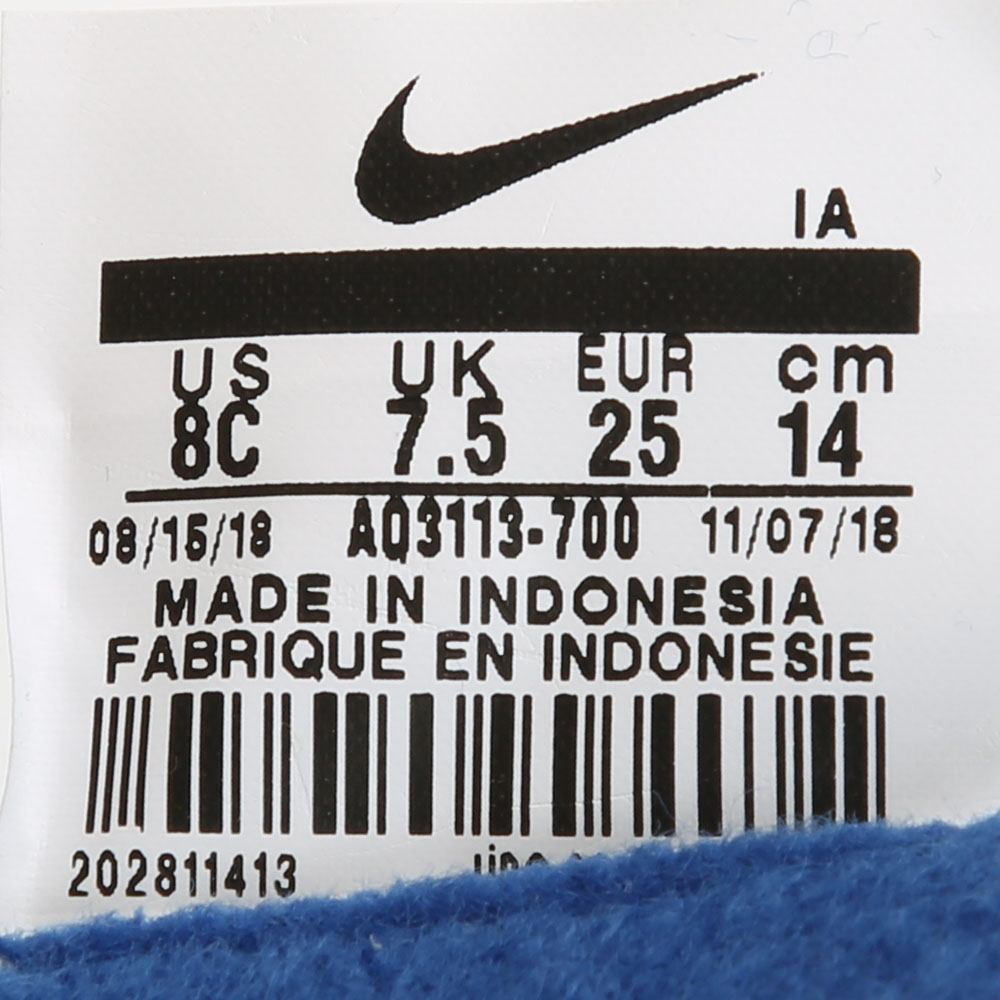 IA
US UK EUR cm
8C 7.5 25 14
08/15/18 AQ3113-700 11/07/18
MADE IN INDONESIA
FABRIQUE EN INDONESIE
202811413